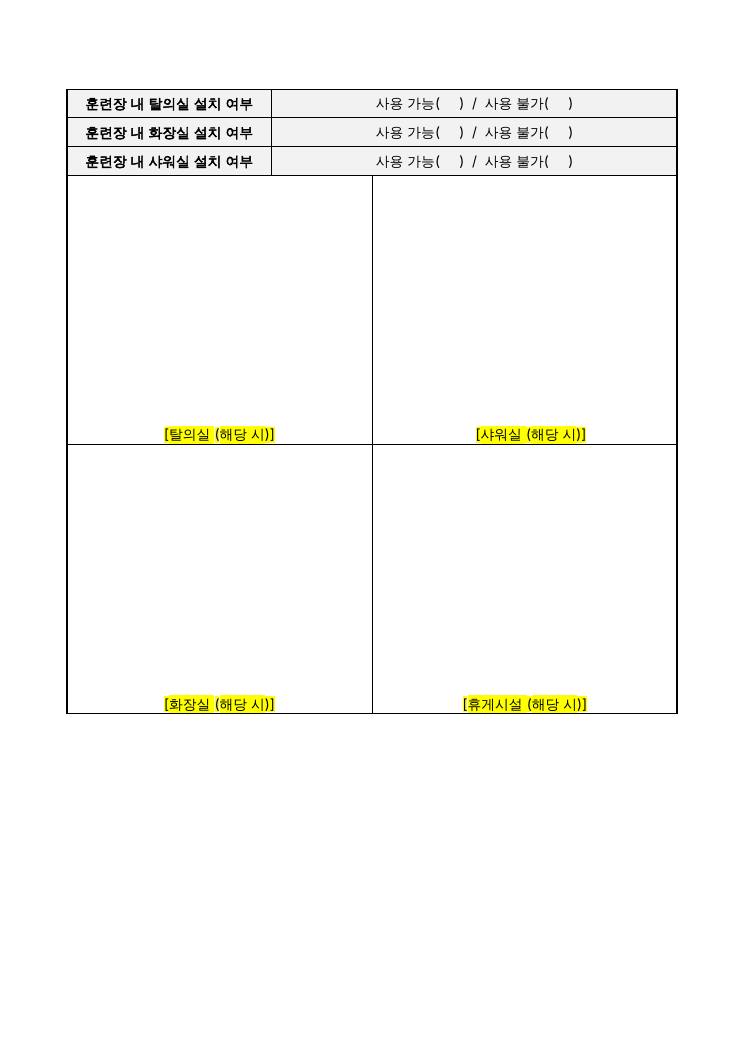 훈련장 내 탈의실 설치 여부 사용 가능( ) / 사용 불가( )
훈련장 내 화장실 설치 여부 사용 가능( ) / 사용 불가( )
훈련장 내 샤워실 설치 여부 사용 가능( ) / 사용 불가( )
[탈의실 (해당 시)] [샤워실 (해당 시)]
[화장실 (해당 시)] [휴게시설 (해당 시)]